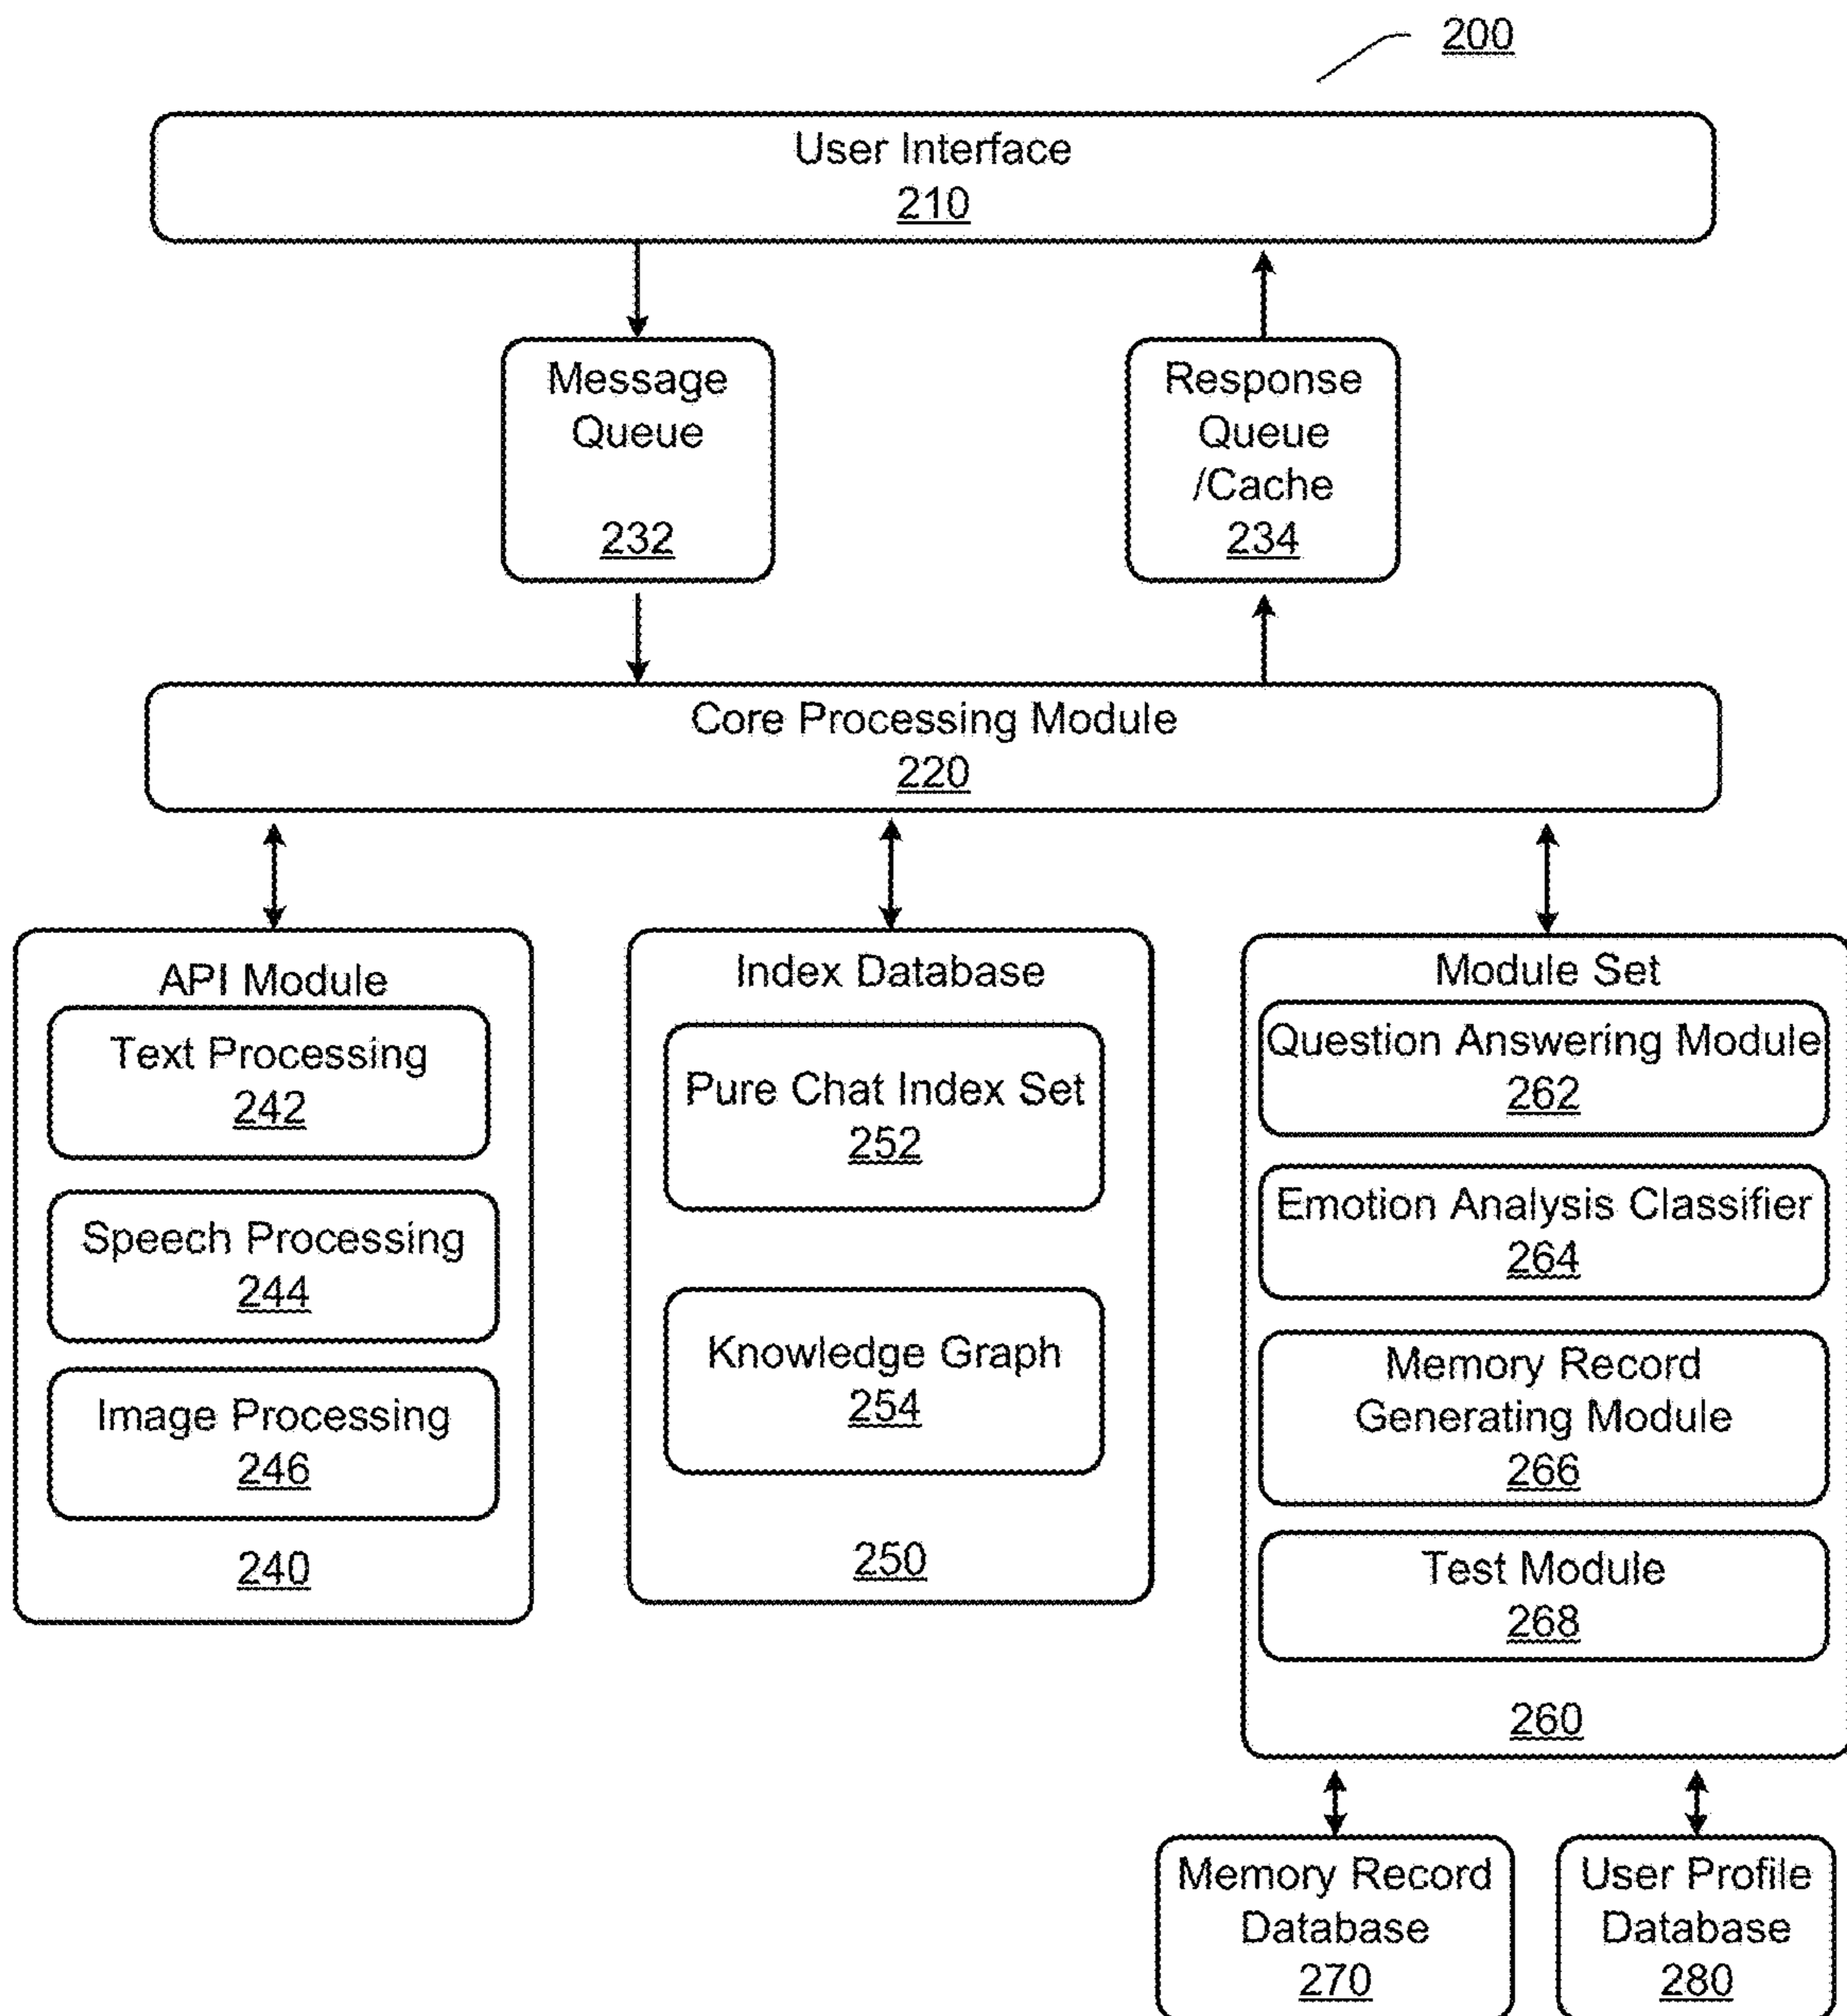 200
User Interface
210
Message
Queue
232
Response
Queue
/Cache
234
Core Processing Module
220
API Module
Text Processing
242
Speech Processing
244
Image Processing
246
240
Index Database
Pure Chat Index Set
252
Knowledge Graph
254
250
Module Set
Question Answering Module
262
Emotion Analysis Classifier
264
Memory Record
Generating Module
266
Test Module
268
260
Memory Record
Database
270
User Profile
Database
280